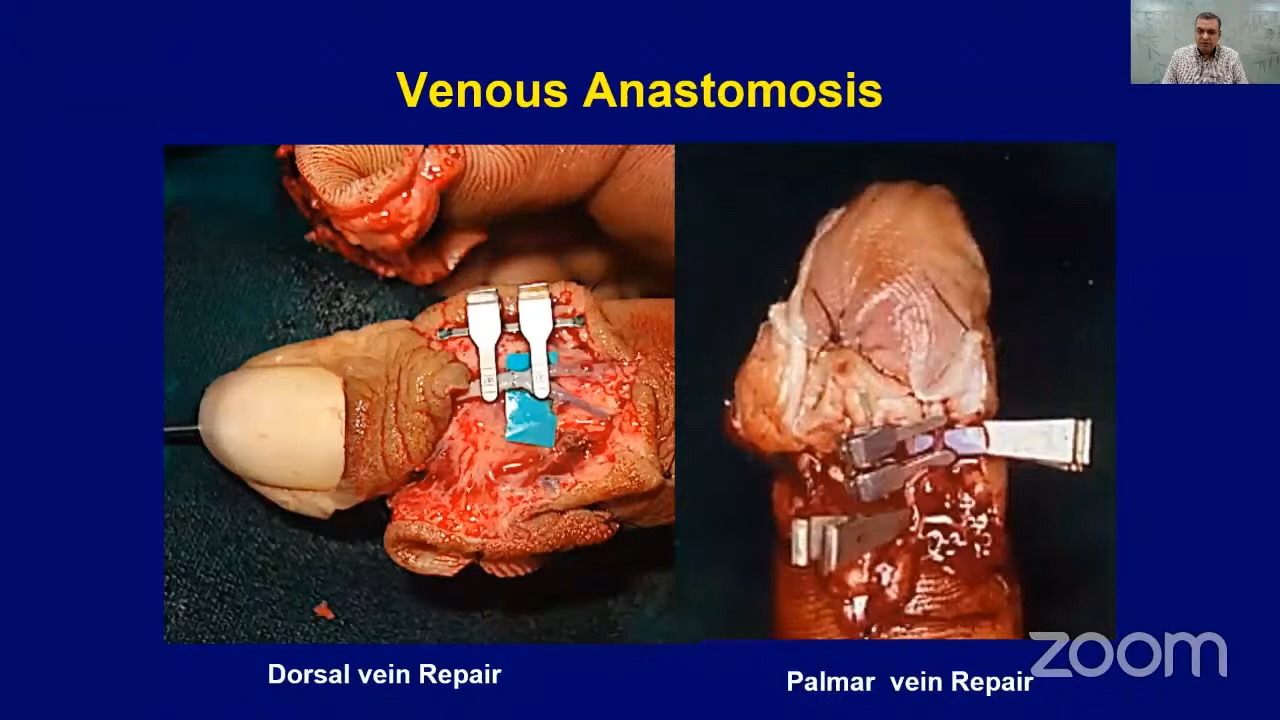 Venous Anastomosis
Dorsal vein Repair
Palmar vein Repair
zoom